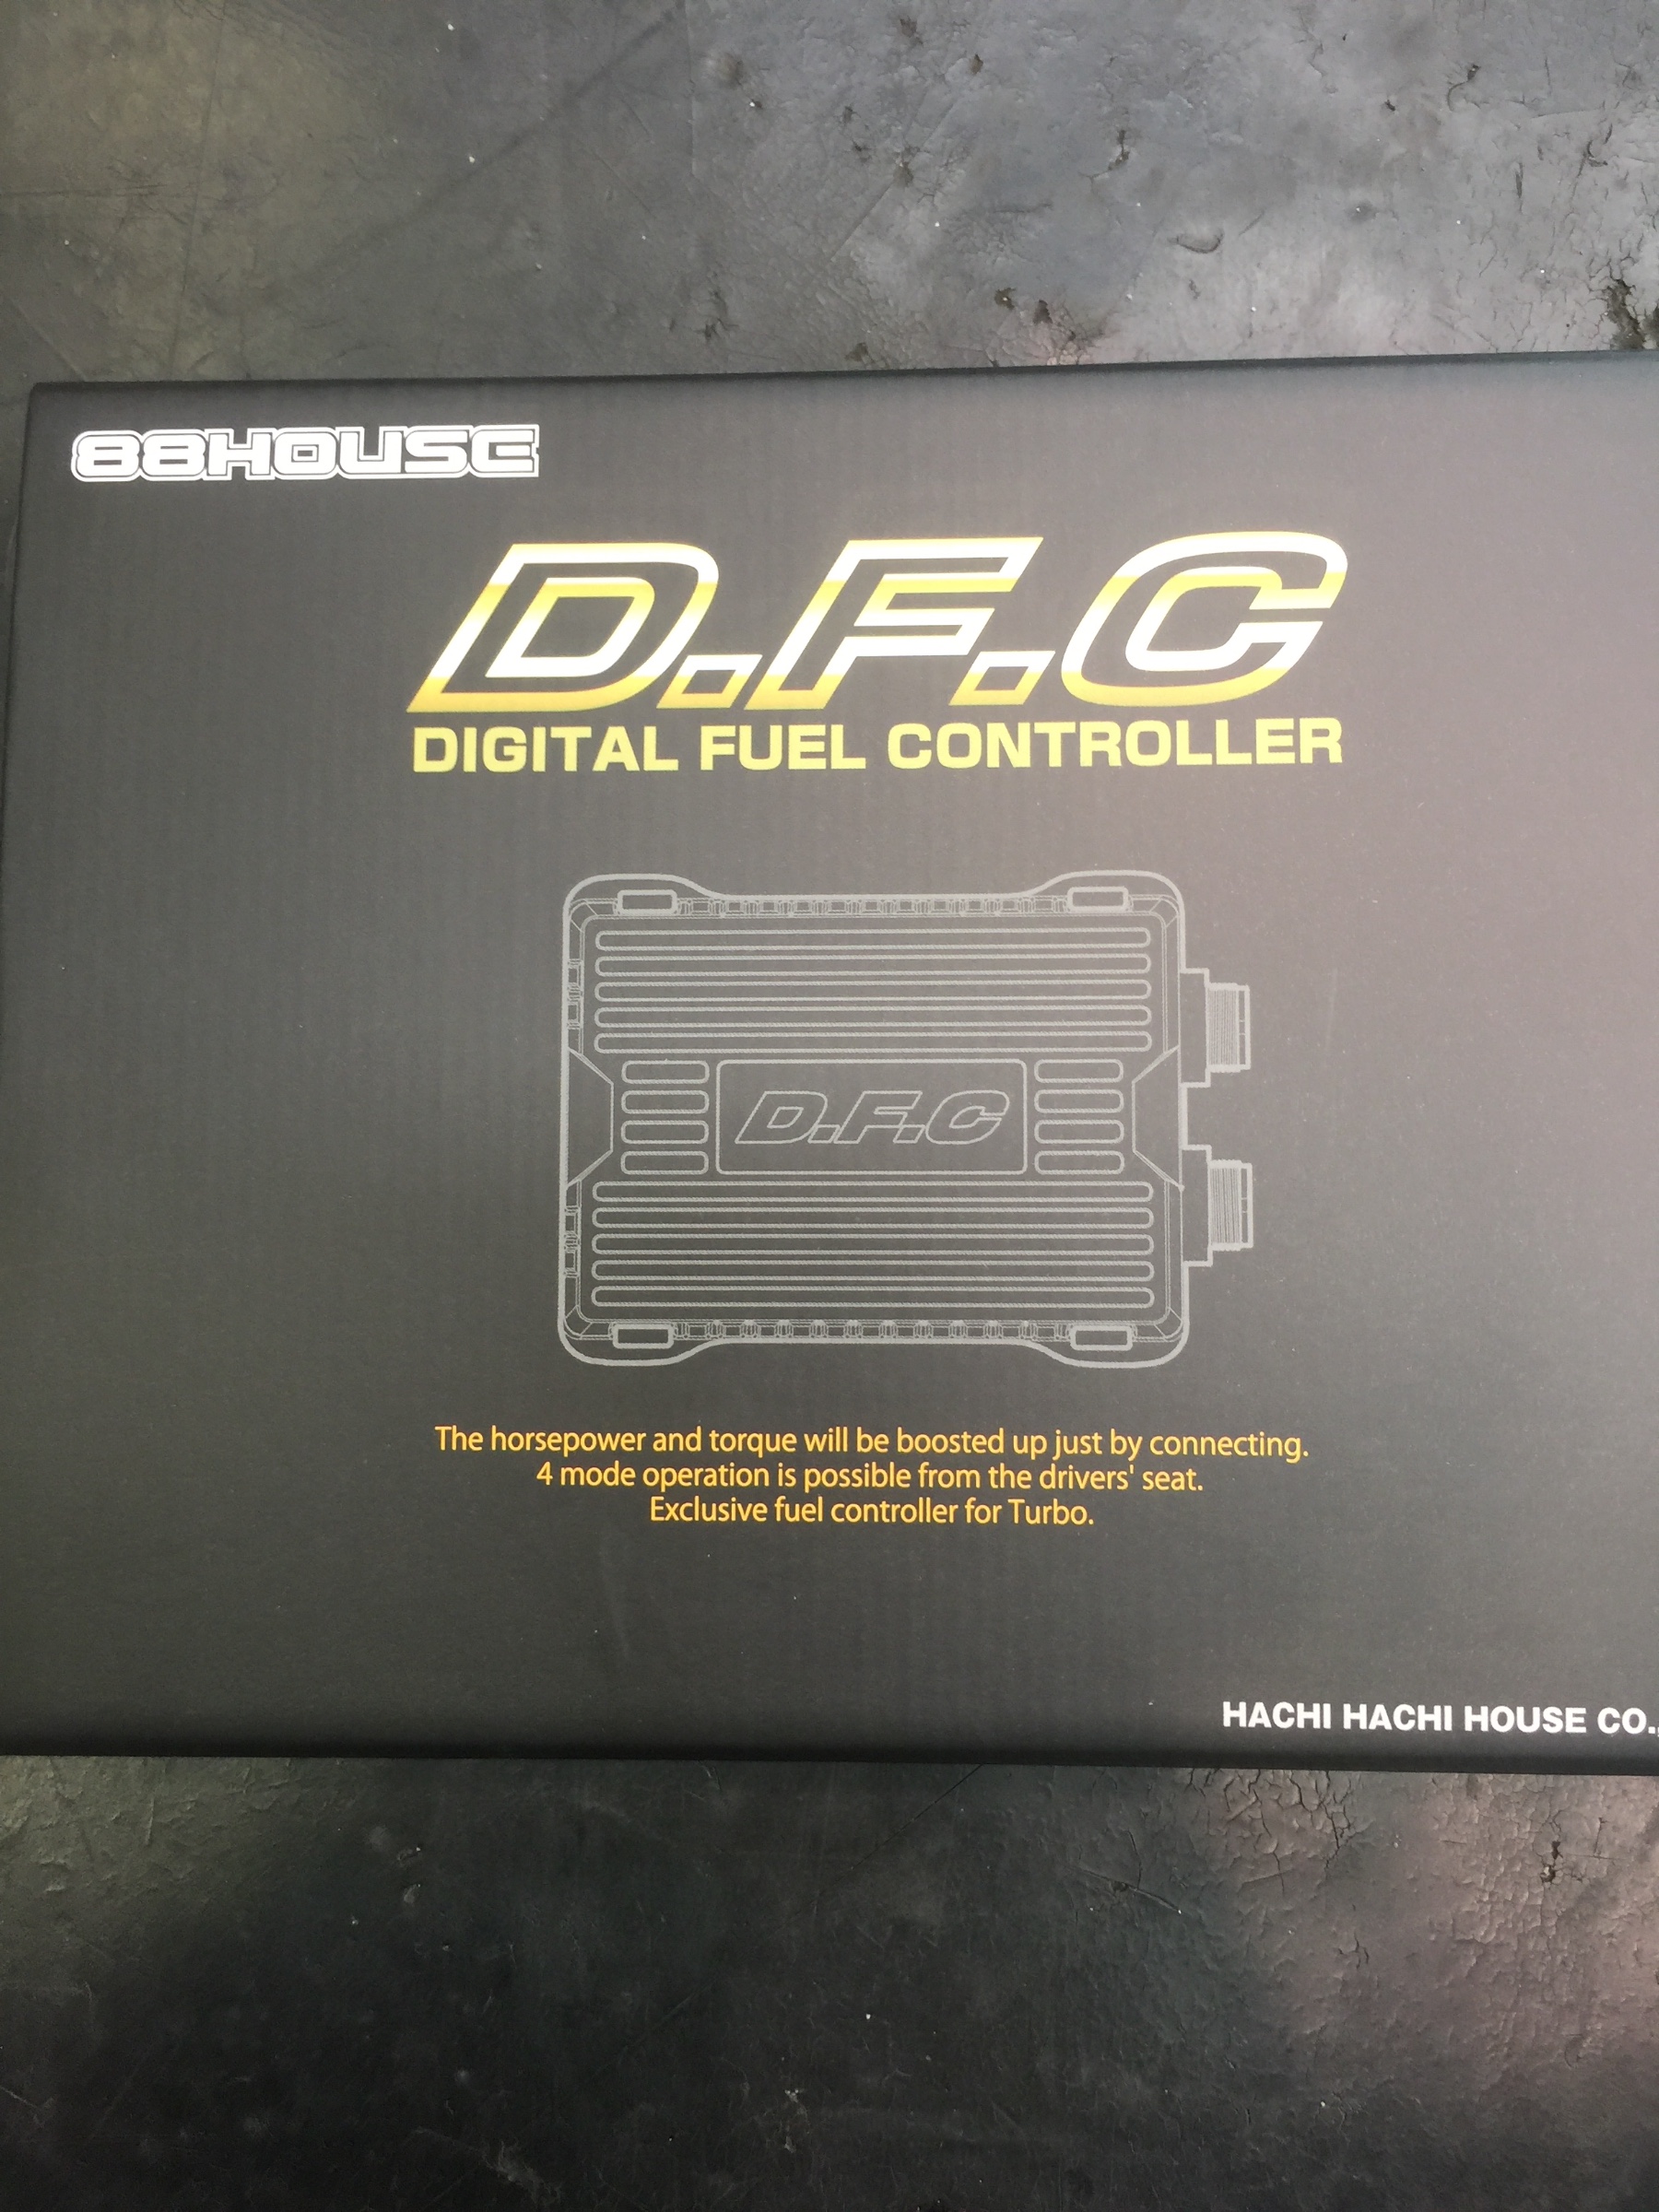 88HOUSE
D.F.C
DIGITAL FUEL CONTROLLER
D.F.C
The horsepower and torque will be boosted up just by connecting.
4 mode operation is possible from the drivers' seat.
Exclusive fuel controller for Turbo.
HACHI HACHI HOUSE CO.,